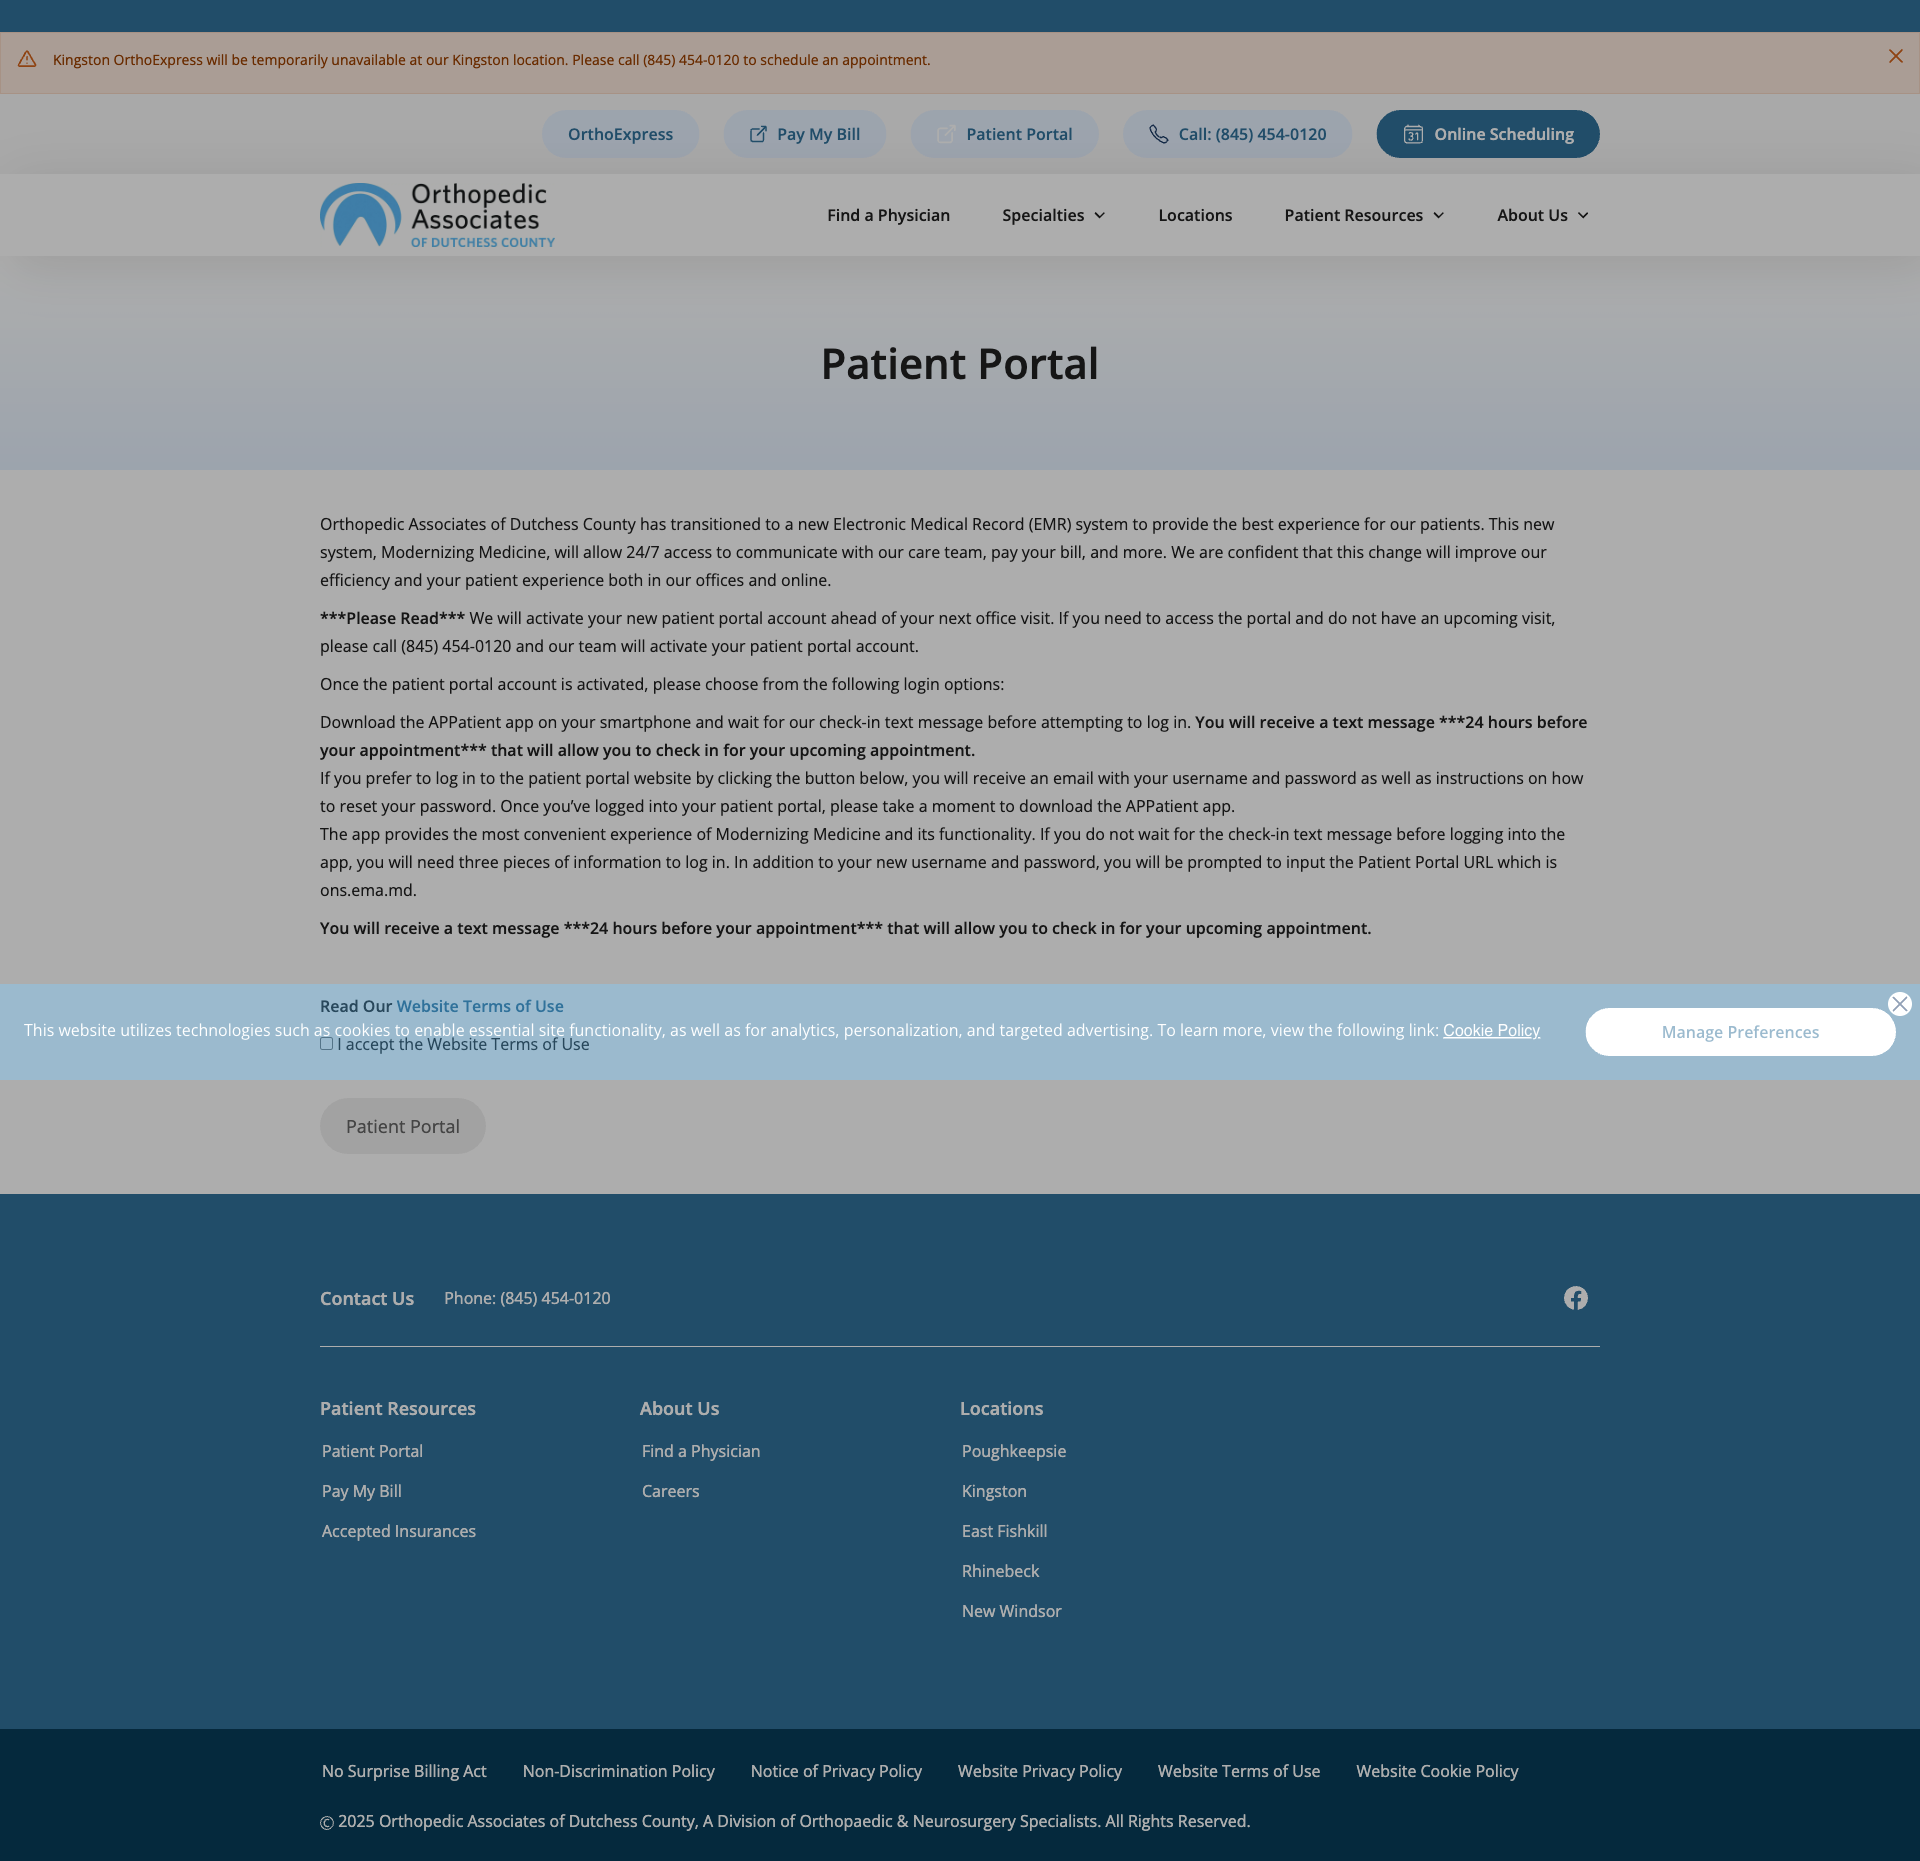 Kingston OrthoExpress will be temporarily unavailable at our Kingston location. Please call (845) 454-0120 to schedule an appointment.
OrthoExpress
Pay My Bill
Patient Portal
Call: (845) 454-0120
31
Online Scheduling
Orthopedic
Associates
OF DUTCHESS COUNTY
Find a Physician
Specialties
Locations
Patient Resources
About Us
Patient Portal
Orthopedic Associates of Dutchess County has transitioned to a new Electronic Medical Record (EMR) system to provide the best experience for our patients. This new
system, Modernizing Medicine, will allow 24/7 access to communicate with our care team, pay your bill, and more. We are confident that this change will improve our
efficiency and your patient experience both in our offices and online.
***Please Read*** We will activate your new patient portal account ahead of your next office visit. If you need to access the portal and do not have an upcoming visit,
please call (845) 454-0120 and our team will activate your patient portal account.
Once the patient portal account is activated, please choose from the following login options:
Download the APPatient app on your smartphone and wait for our check-in text message before attempting to log in. You will receive a text message ***24 hours before
your appointment*** that will allow you to check in for your upcoming appointment.
If you prefer to log in to the patient portal website by clicking the button below, you will receive an email with your username and password as well as instructions on how
to reset your password. Once you’ve logged into your patient portal, please take a moment to download the APPatient app.
The app provides the most convenient experience of Modernizing Medicine and its functionality. If you do not wait for the check-in text message before logging into the
app, you will need three pieces of information to log in. In addition to your new username and password, you will be prompted to input the Patient Portal URL which is
ons.ema.md.
You will receive a text message ***24 hours before your appointment*** that will allow you to check in for your upcoming appointment.
Read Our Website Terms of Use
This website utilizes technologies such as cookies to enable essential site functionality, as well as for analytics, personalization, and targeted advertising. To learn more, view the following link: Cookie Policy
Manage Preferences
I accept the Website Terms of Use
Patient Portal
Contact Us
Phone: (845) 454-0120
Patient Resources
Patient Portal
Pay My Bill
Accepted Insurances
About Us
Find a Physician
Careers
Locations
Poughkeepsie
Kingston
East Fishkill
Rhinebeck
New Windsor
No Surprise Billing Act
Non-Discrimination Policy
Notice of Privacy Policy
Website Privacy Policy
Website Terms of Use
Website Cookie Policy
© 2025 Orthopedic Associates of Dutchess County, A Division of Orthopaedic & Neurosurgery Specialists. All Rights Reserved.